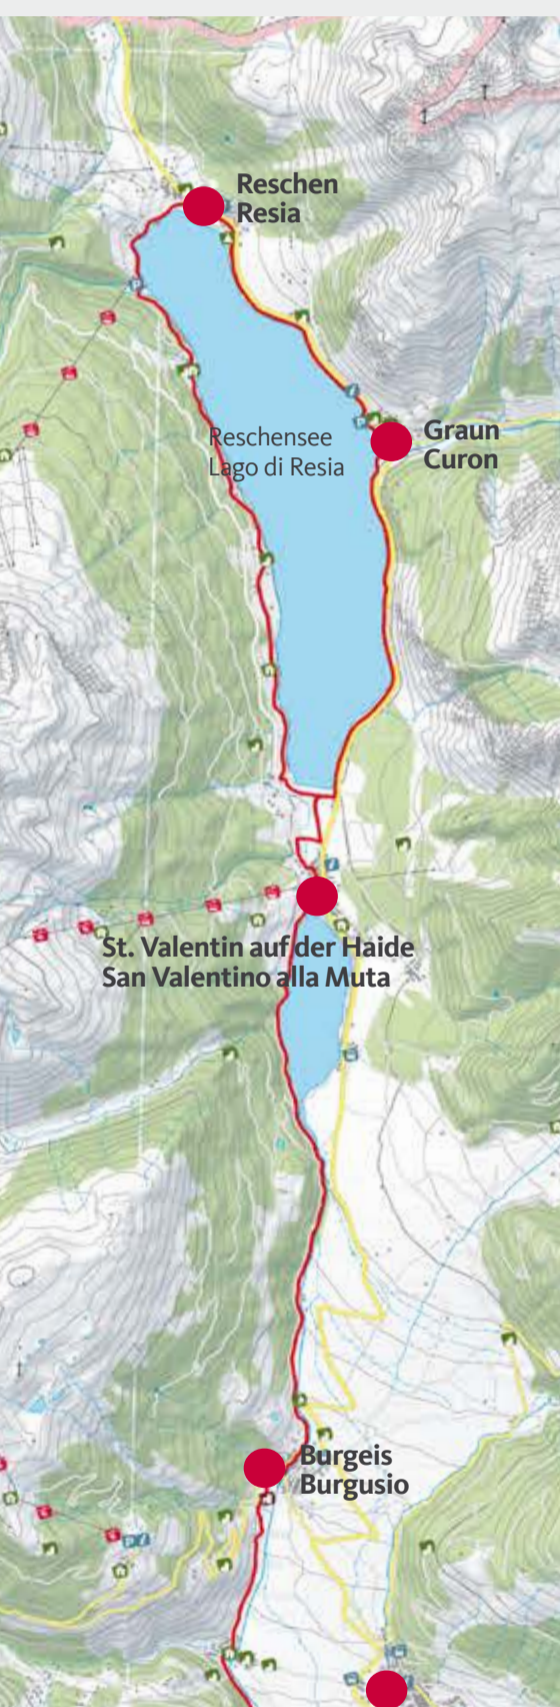 Reschen
Resia
Graun
Curon
Reschensee
Lago di Resia
St. Valentin auf der Haide
San Valentino alla Muta
Burgeis
Burgusio